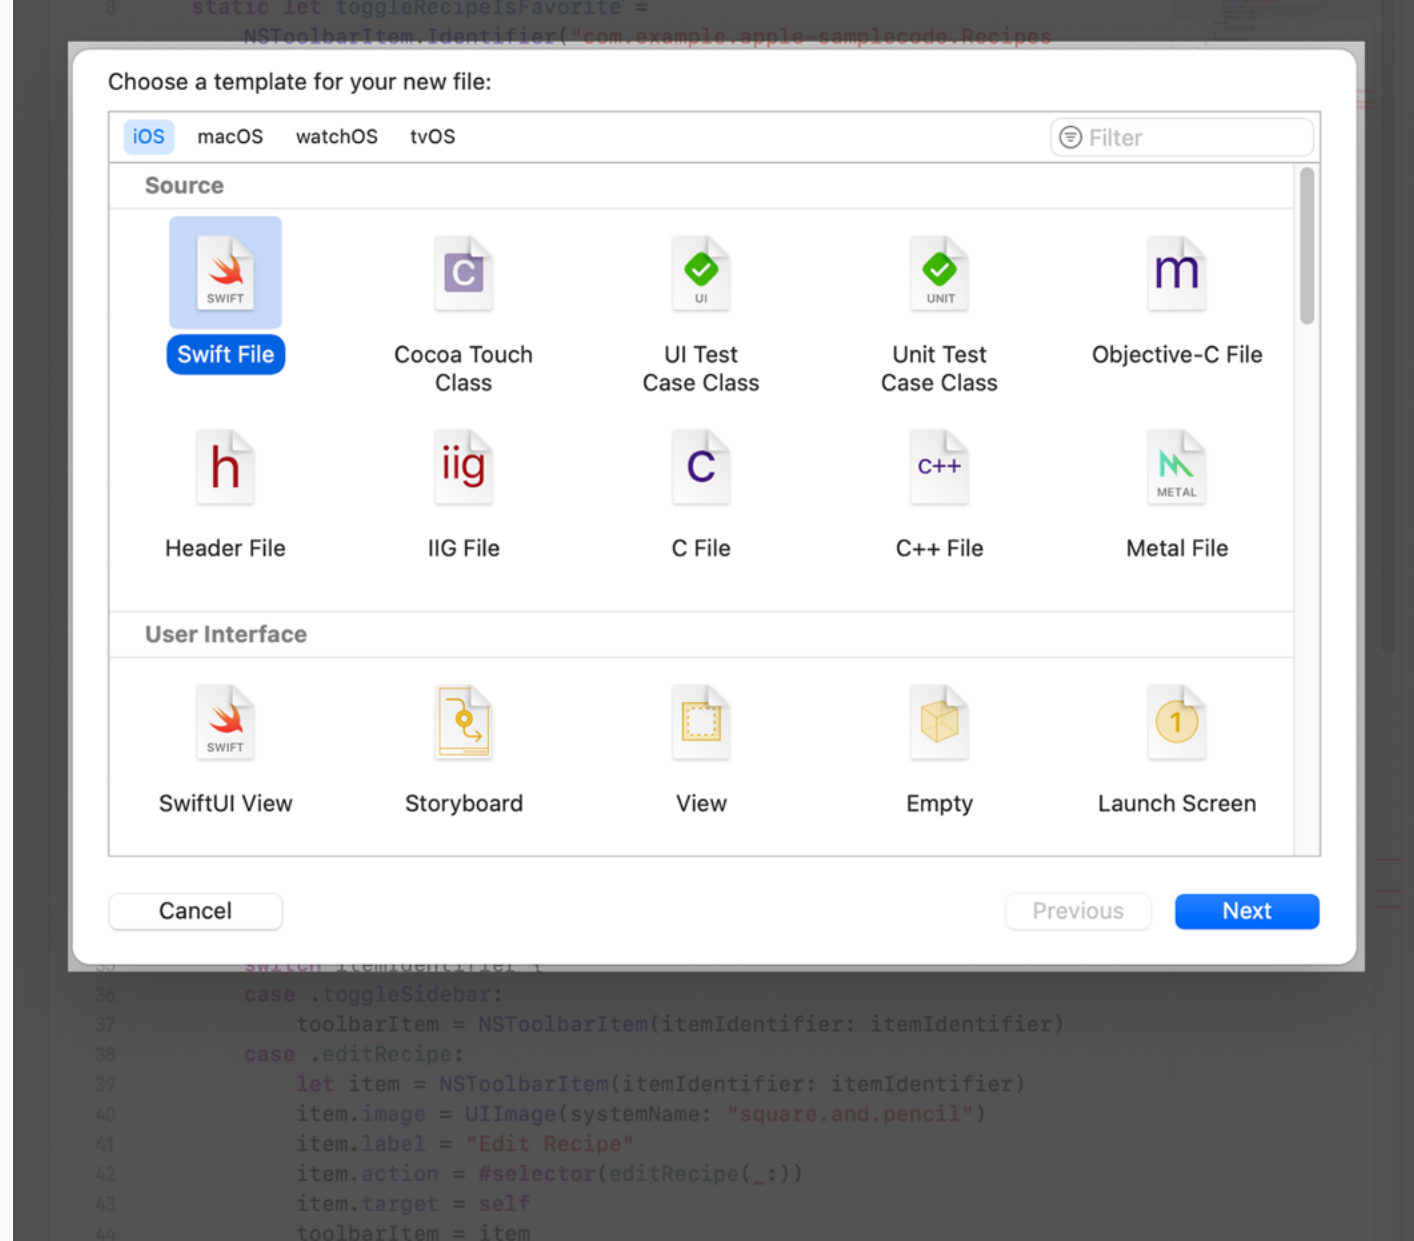 8 static let toggleRecipeIsFavorite =
NSToolbarItem.Identifier("com.example.apple-samplecode.Recipes
Choose a template for your new file:
iOS macOS watchOS tvOS Filter
Source
SWIFT C UI UNIT m
Swift File Cocoa Touch Class UI Test Case Class Unit Test Case Class Objective-C File
h iig C C++ METAL
Header File IIG File C File C++ File Metal File
User Interface
SWIFT 1
SwiftUI View Storyboard View Empty Launch Screen
Cancel Previous Next
35 switch itemIdentifier {
36 case .toggleSidebar:
37 toolbarItem = NSToolbarItem(itemIdentifier: itemIdentifier)
38 case .editRecipe:
39 let item = NSToolbarItem(itemIdentifier: itemIdentifier)
40 item.image = UIImage(systemName: "square.and.pencil")
41 item.label = "Edit Recipe"
42 item.action = #selector(editRecipe(_:))
43 item.target = self
44 toolbarItem = item